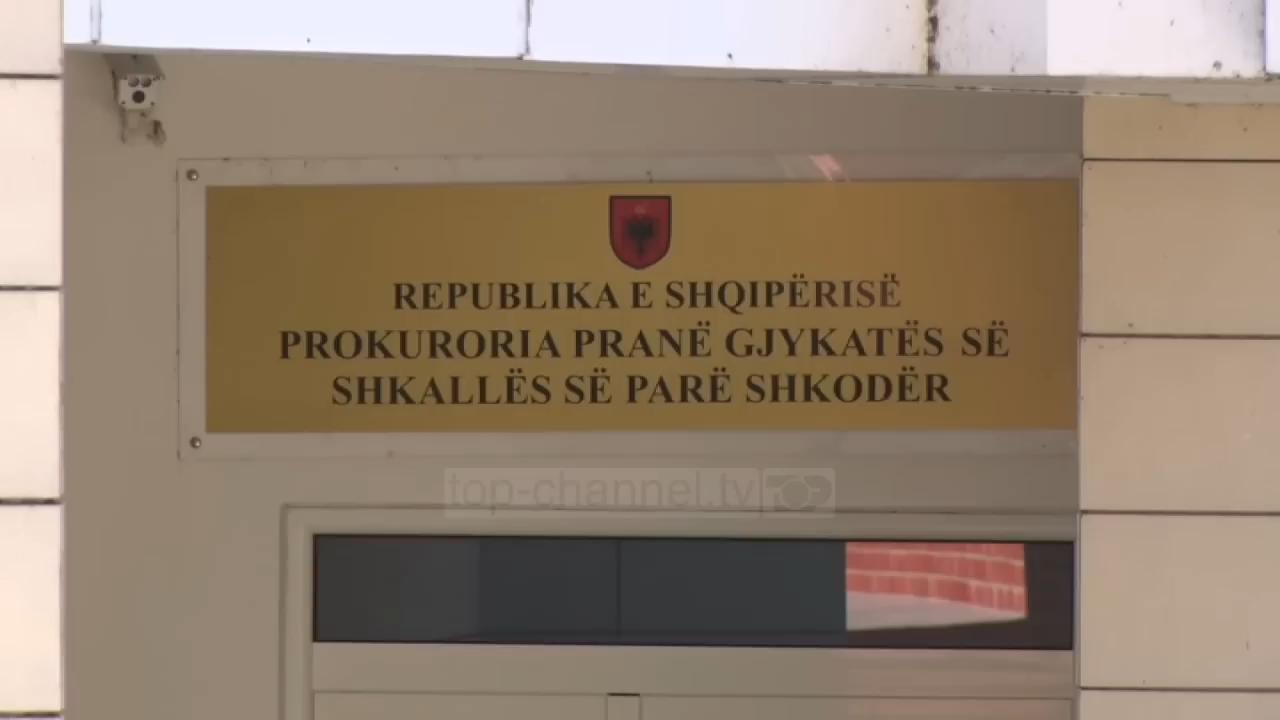 REPUBLIKA E SHQIPËRISË
PROKURORIA PRANË GJYKATËS SË
SHKALLËS SË PARË SHKODËR
top-channel.tv